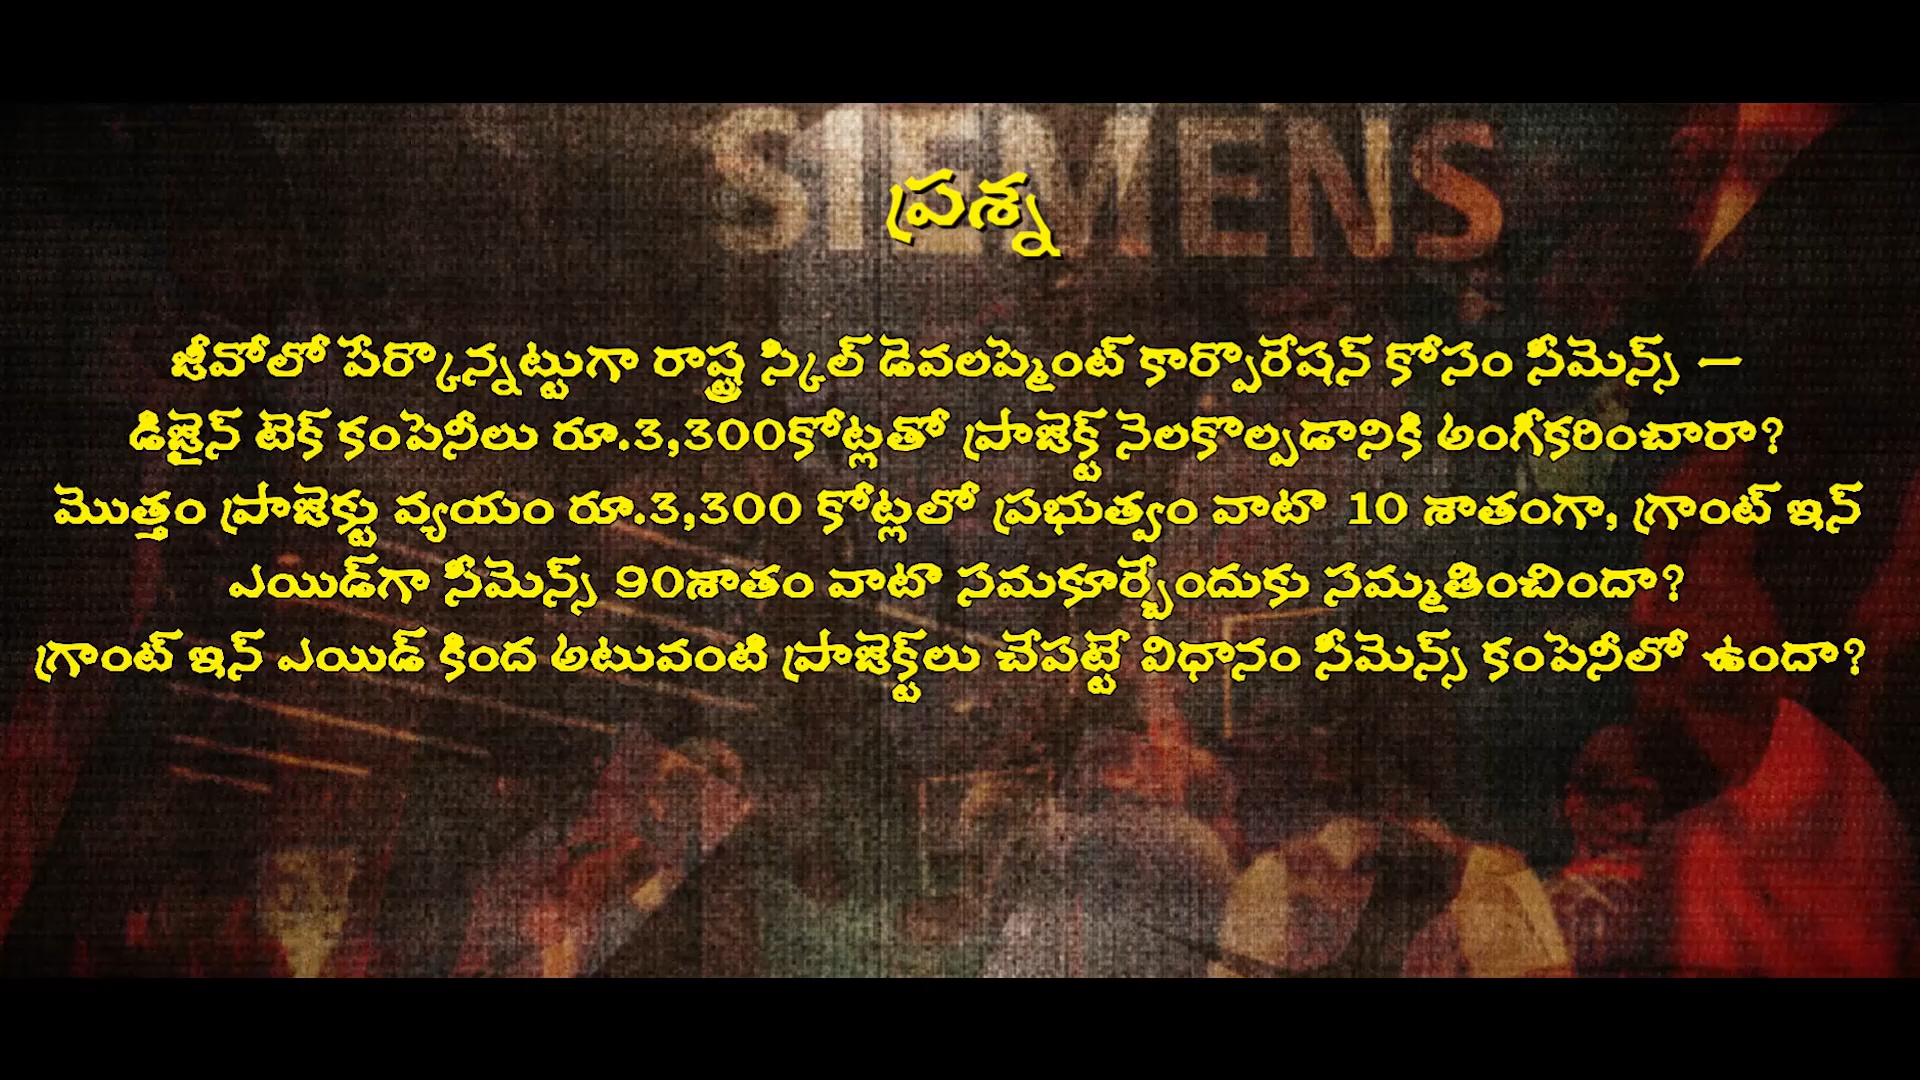 SIEMENS
ప్రశ్న
జీవోలో పేర్కొన్నట్టుగా రాష్ట్ర స్కిల్ డెవలప్మెంట్ కార్పొరేషన్ కోసం సీమెన్స్ –
డిజైన్ టెక్ కంపెనీలు రూ.3,300కోట్లతో ప్రాజెక్ట్ నెలకొల్పడానికి అంగీకరించారా?
మొత్తం ప్రాజెక్టు వ్యయం రూ.3,300 కోట్లలో ప్రభుత్వం వాటా 10 శాతంగా, గ్రాంట్ ఇన్
ఎయిడ్‌గా సీమెన్స్ 90శాతం వాటా సమకూర్చేందుకు సమ్మతించిందా?
గ్రాంట్ ఇన్ ఎయిడ్ కింద అటువంటి ప్రాజెక్ట్‌లు చేపట్టే విధానం సీమెన్స్ కంపెనీలో ఉందా?